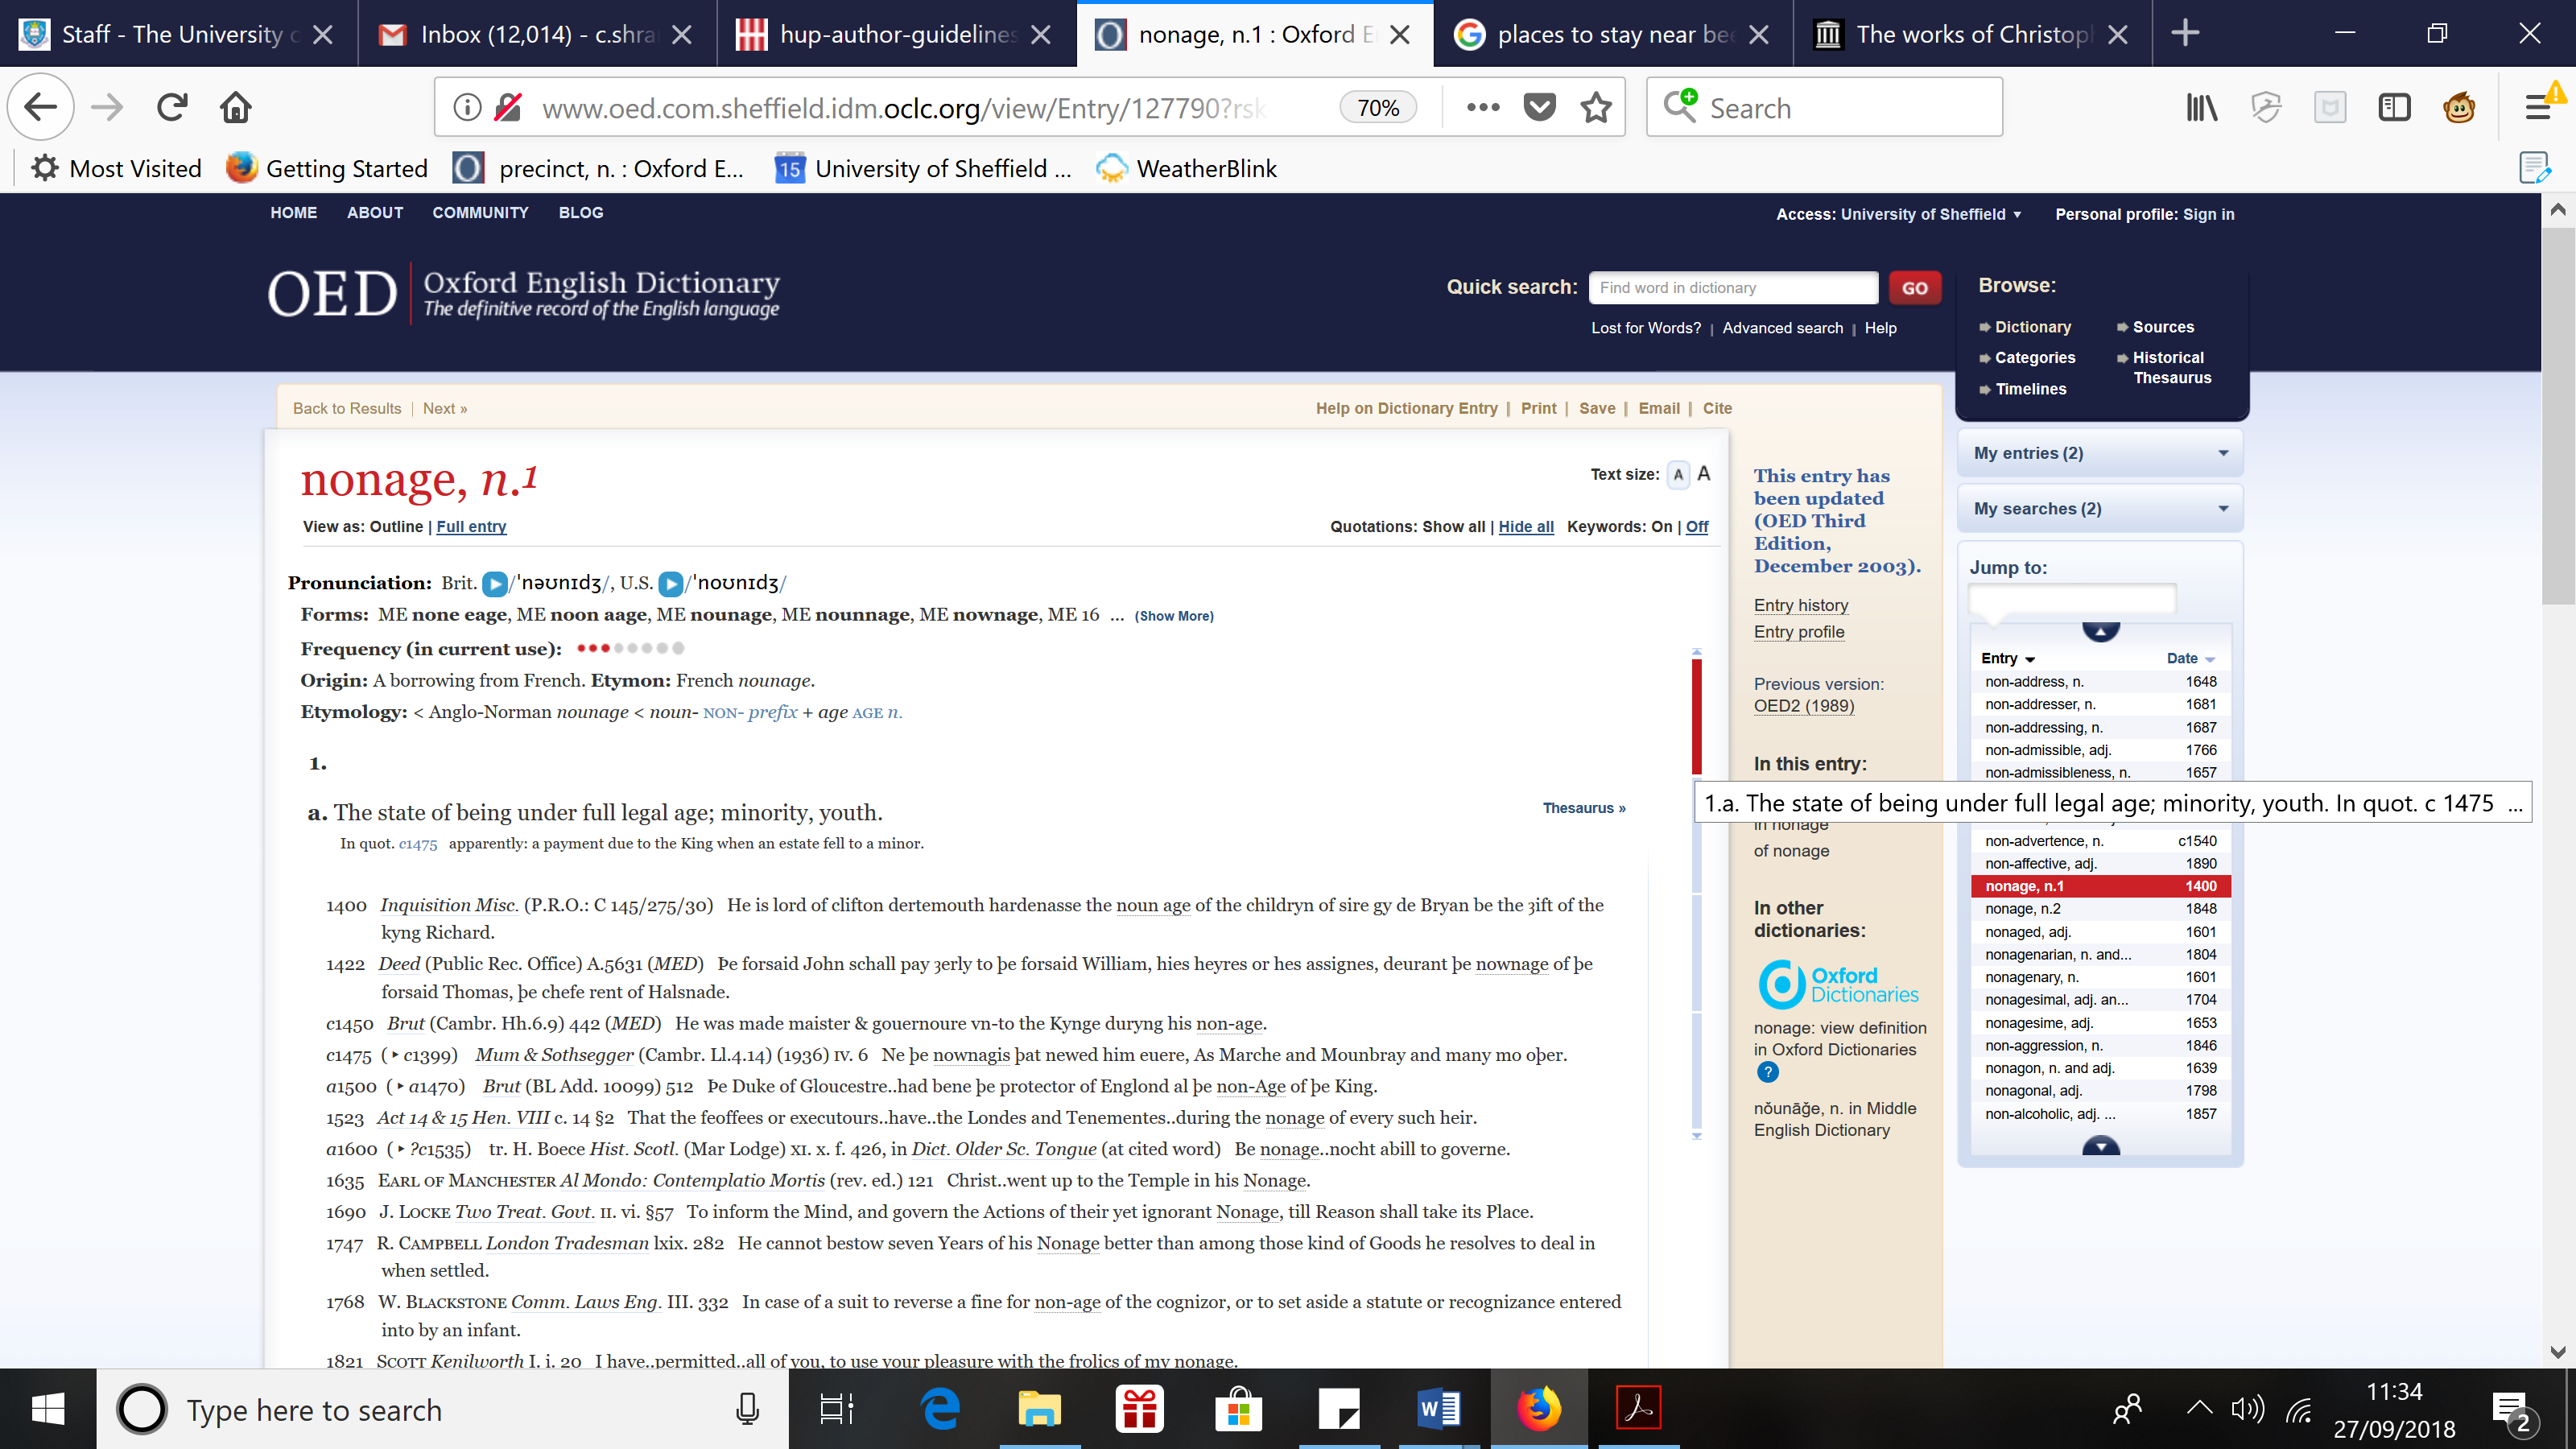 Staff - The University o
Inbox (12,014) - c.shra
hup-author-guidelines
nonage, n.1 : Oxford E
places to stay near bee
The works of Christoph
www.oed.com.sheffield.idm.oclc.org/view/Entry/127790?rsk
70%
Search
Most Visited
Getting Started
precinct, n. : Oxford E...
15
University of Sheffield ...
WeatherBlink
HOME ABOUT COMMUNITY BLOG
Access: University of Sheffield
Personal profile: Sign in
OED
Oxford English Dictionary
The definitive record of the English language
Quick search: Find word in dictionary GO
Lost for Words? | Advanced search | Help
Browse:
Dictionary
Sources
Categories
Historical Thesaurus
Timelines
Back to Results | Next »
Help on Dictionary Entry | Print | Save | Email | Cite
nonage, n.1
Text size: A A
View as: Outline | Full entry
Quotations: Show all | Hide all Keywords: On | Off
Pronunciation: Brit. /ˈnəʊnɪdʒ/, U.S. /ˈnoʊnɪdʒ/
Forms: ME none eage, ME noon aage, ME nounage, ME nounnage, ME nownage, ME 16 ... (Show More)
Frequency (in current use):
Origin: A borrowing from French. Etymon: French nounage.
Etymology: < Anglo-Norman nounage < noun- NON- prefix + age AGE n.
1.
a. The state of being under full legal age; minority, youth.
Thesaurus »
In quot. c1475 apparently: a payment due to the King when an estate fell to a minor.
1400 Inquisition Misc. (P.R.O.: C 145/275/30) He is lord of clifton dertemouth hardenasse the noun age of the childryn of sire gy de Bryan be the ȝift of the
kyng Richard.
1422 Deed (Public Rec. Office) A.5631 (MED) Þe forsaid John schall pay ȝerly to þe forsaid William, hies heyres or hes assignes, deurant þe nownage of þe
forsaid Thomas, þe chefe rent of Halsnade.
c1450 Brut (Cambr. Hh.6.9) 442 (MED) He was made maister & gouernoure vn-to the Kynge duryng his non-age.
c1475 (▸c1399) Mum & Sothsegger (Cambr. Ll.4.14) (1936) IV. 6 Ne þe nownagis þat newed him euere, As Marche and Mounbray and many mo oþer.
a1500 (▸a1470) Brut (BL Add. 10099) 512 Þe Duke of Gloucestre..had bene þe protector of Englond al þe non-Age of þe King.
1523 Act 14 & 15 Hen. VIII c. 14 §2 That the feoffees or executours..have..the Londes and Tenementes..during the nonage of every such heir.
a1600 (▸?c1535) tr. H. Boece Hist. Scotl. (Mar Lodge) XI. x. f. 426, in Dict. Older Sc. Tongue (at cited word) Be nonage..nocht abill to governe.
1635 EARL OF MANCHESTER Al Mondo: Contemplatio Mortis (rev. ed.) 121 Christ..went up to the Temple in his Nonage.
1690 J. LOCKE Two Treat. Govt. II. vi. §57 To inform the Mind, and govern the Actions of their yet ignorant Nonage, till Reason shall take its Place.
1747 R. CAMPBELL London Tradesman lxix. 282 He cannot bestow seven Years of his Nonage better than among those kind of Goods he resolves to deal in
when settled.
1768 W. BLACKSTONE Comm. Laws Eng. III. 332 In case of a suit to reverse a fine for non-age of the cognizor, or to set aside a statute or recognizance entered
into by an infant.
1821 SCOTT Kenilworth I. i. 20 I have..permitted..all of you, to use your pleasure with the frolics of my nonage.
This entry has
been updated
(OED Third
Edition,
December 2003).
Entry history
Entry profile
Previous version:
OED2 (1989)
In this entry:
in nonage
of nonage
In other
dictionaries:
Oxford
Dictionaries
nonage: view definition
in Oxford Dictionaries
?
nŏunāǧe, n. in Middle
English Dictionary
1.a. The state of being under full legal age; minority, youth. In quot. c 1475 ...
My entries (2)
My searches (2)
Jump to:
Entry Date
non-address, n. 1648
non-addresser, n. 1681
non-addressing, n. 1687
non-admissible, adj. 1766
non-admissibleness, n. 1657
non-advertence, n. c1540
non-affective, adj. 1890
nonage, n.1 1400
nonage, n.2 1848
nonaged, adj. 1601
nonagenarian, n. and... 1804
nonagenary, n. 1601
nonagesimal, adj. an... 1704
nonagesime, adj. 1653
non-aggression, n. 1846
nonagon, n. and adj. 1639
nonagonal, adj. 1798
non-alcoholic, adj. ... 1857
Type here to search
11:34
27/09/2018
2